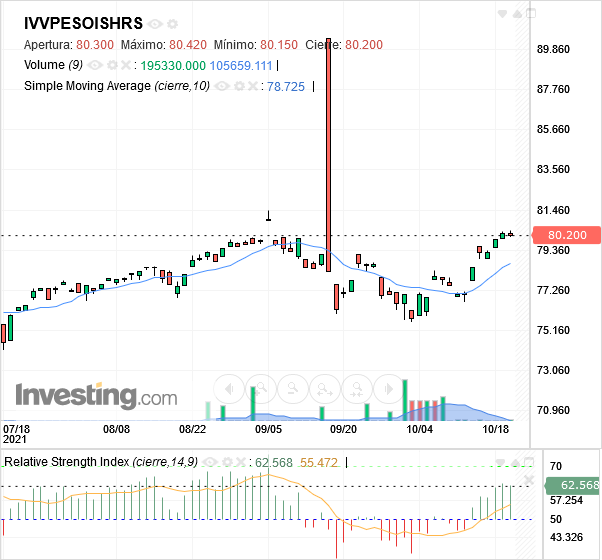 IVVPESOISHRS
Apertura: 80.300 Máximo: 80.420 Mínimo: 80.150 Cierre: 80.200
Volume (9) : 195330.000 105659.111
Simple Moving Average (cierre,10) : 78.725
89.860
87.760
85.660
83.560
81.460
80.200
79.360
77.260
75.160
73.060
70.960
Investing.com
07/18 08/08 08/22 09/05 09/20 10/04 10/18
2021
Relative Strength Index (cierre,14,9) : 62.568 55.472
70
62.568
57.254
50
43.326